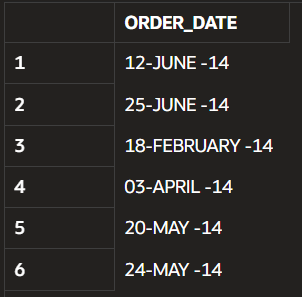 ORDER_DATE
1 12-JUNE -14
2 25-JUNE -14
3 18-FEBRUARY -14
4 03-APRIL -14
5 20-MAY -14
6 24-MAY -14